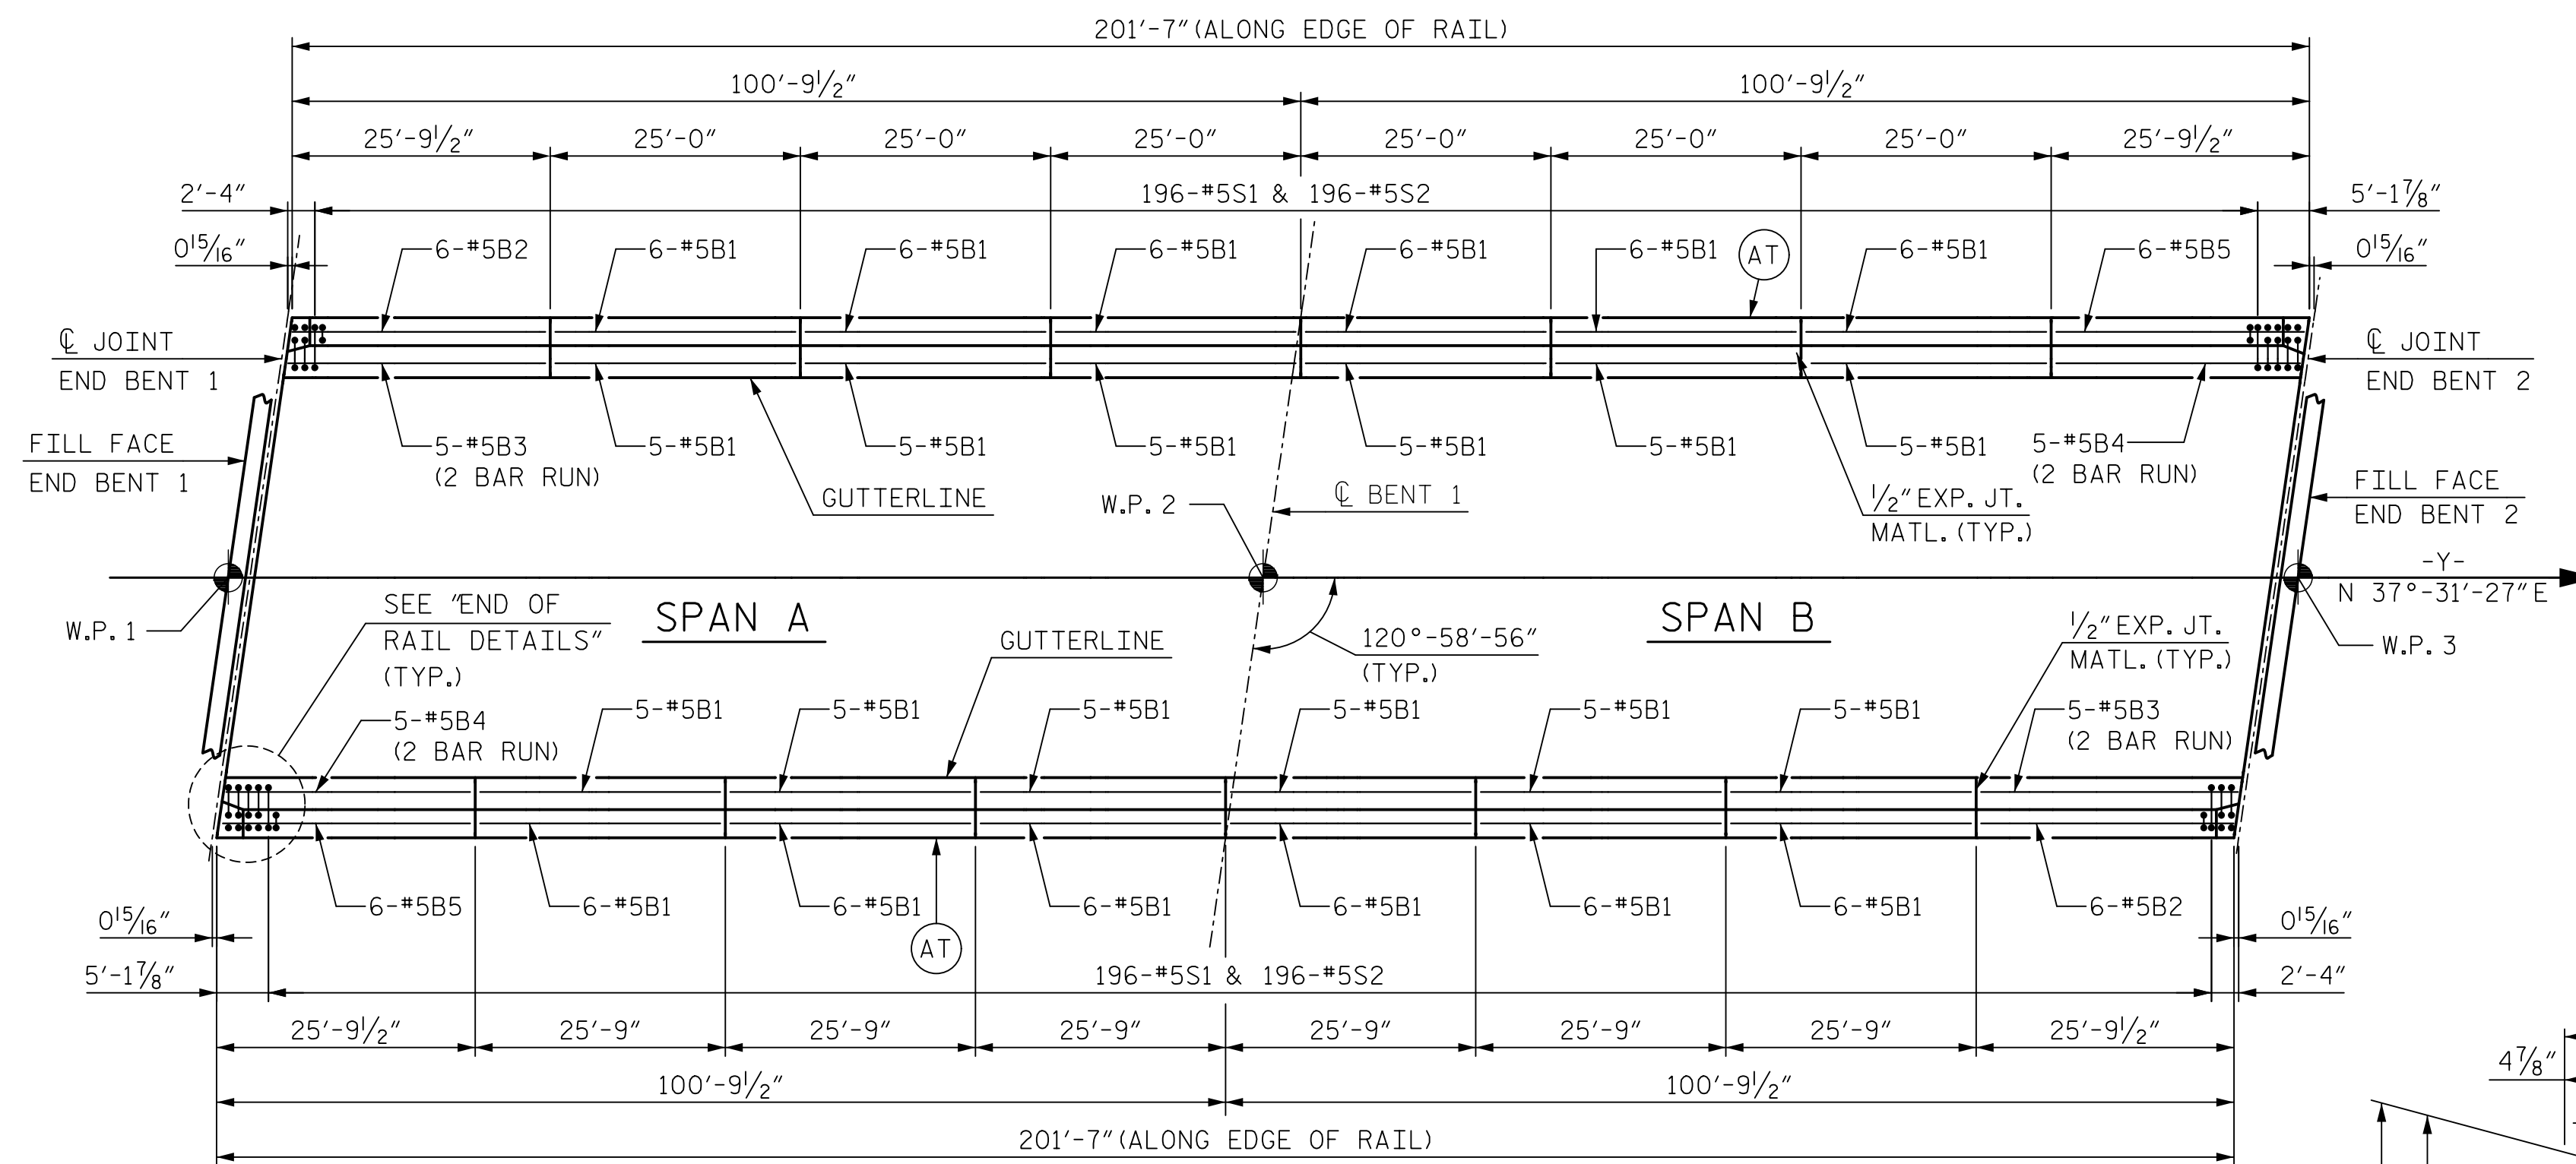 201'-7" (ALONG EDGE OF RAIL)
100'-9½" 100'-9½"
25'-9½" 25'-0" 25'-0" 25'-0" 25'-0" 25'-0" 25'-0" 25'-9½"
2'-4" 196-#5S1 & 196-#5S2 5'-1⅞"
0 15/16" 6-#5B2 6-#5B1 6-#5B1 6-#5B1 6-#5B1 6-#5B1 AT 6-#5B1 6-#5B5 0 15/16"
℄ JOINT
END BENT 1
℄ JOINT
END BENT 2
FILL FACE
END BENT 1
5-#5B3
(2 BAR RUN)
5-#5B1 5-#5B1 5-#5B1 5-#5B1 5-#5B1 5-#5B1
5-#5B4
(2 BAR RUN)
GUTTERLINE
W.P. 2
℄ BENT 1
½" EXP. JT.
MATL. (TYP.)
FILL FACE
END BENT 2
-Y-
N 37°-31'-27" E
W.P. 1
SEE "END OF
RAIL DETAILS"
(TYP.)
SPAN A
GUTTERLINE
120°-58'-56"
(TYP.)
SPAN B
½" EXP. JT.
MATL. (TYP.)
W.P. 3
5-#5B4
(2 BAR RUN)
5-#5B1 5-#5B1 5-#5B1 5-#5B1 5-#5B1 5-#5B1
5-#5B3
(2 BAR RUN)
0 15/16" 6-#5B5 6-#5B1 6-#5B1 AT 6-#5B1 6-#5B1 6-#5B1 6-#5B1 6-#5B2 0 15/16"
5'-1⅞" 196-#5S1 & 196-#5S2 2'-4"
25'-9½" 25'-9" 25'-9" 25'-9" 25'-9" 25'-9" 25'-9" 25'-9½"
100'-9½" 100'-9½"
4⅞"
201'-7" (ALONG EDGE OF RAIL)